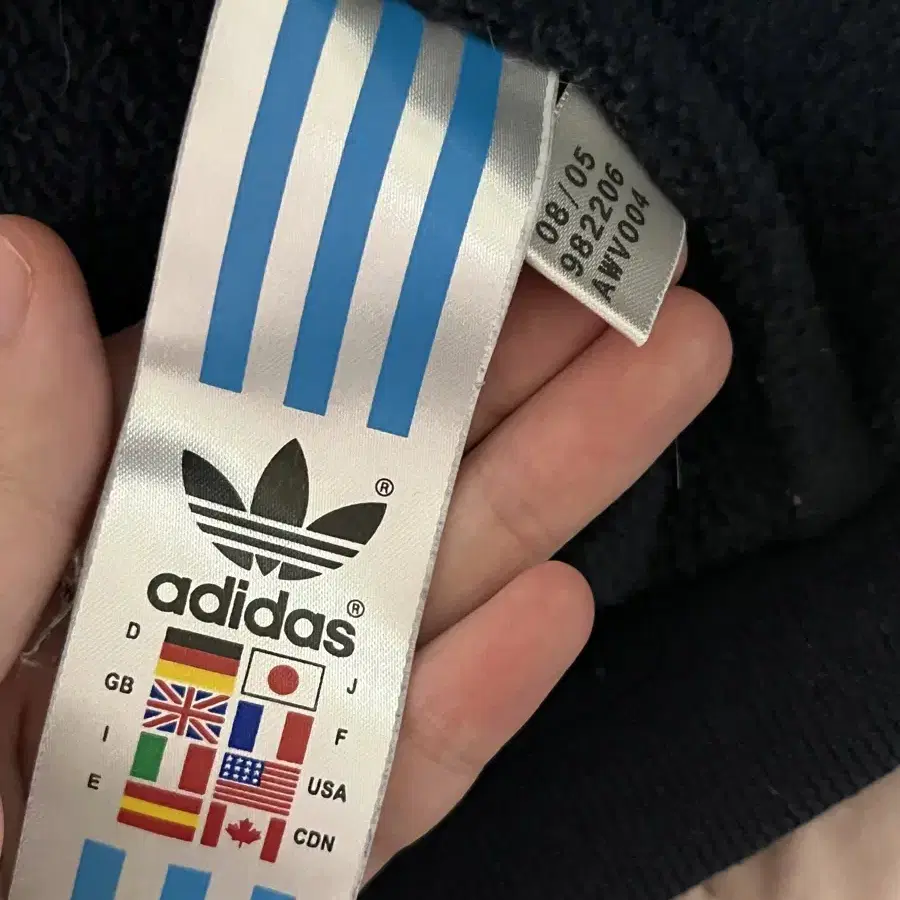 08/05
982206
AWV004
®
adidas®
D
J
GB
F
I
USA
E
CDN